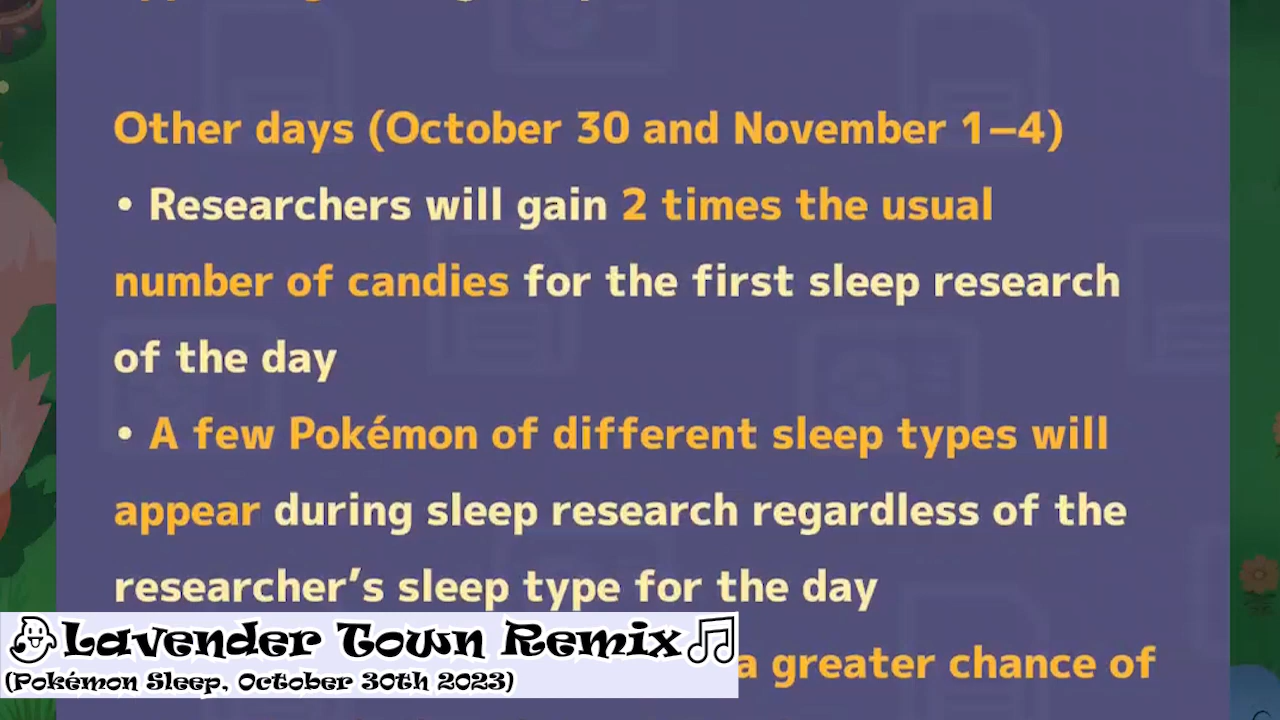 Other days (October 30 and November 1–4)
• Researchers will gain 2 times the usual
number of candies for the first sleep research
of the day
• A few Pokémon of different sleep types will
appear during sleep research regardless of the
researcher’s sleep type for the day
a greater chance of
Lavender Town Remix
(Pokémon Sleep, October 30th 2023)